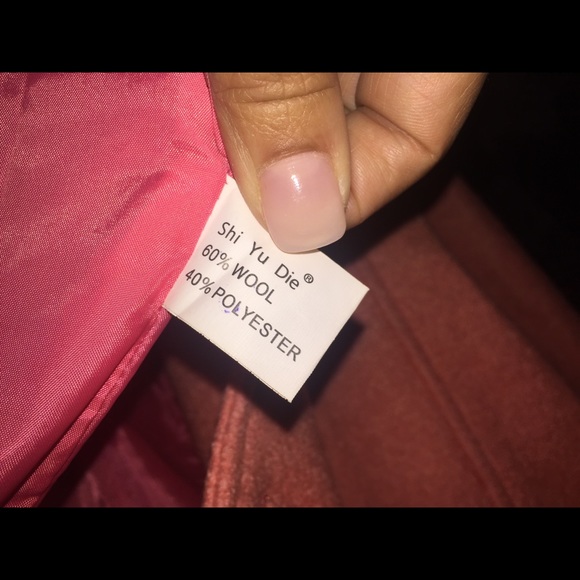 Shi Yu Die®
60% WOOL
40% POLYESTER